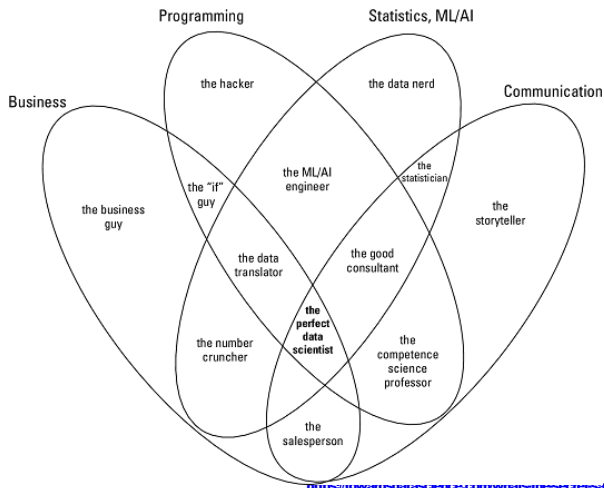 Programming
Statistics, ML/AI
Business
Communication
the hacker
the data nerd
the "if"
guy
the ML/AI
engineer
the
statistician
the business
guy
the
storyteller
the data
translator
the good
consultant
the
perfect
data
scientist
the number
cruncher
the
competence
science
professor
the
salesperson